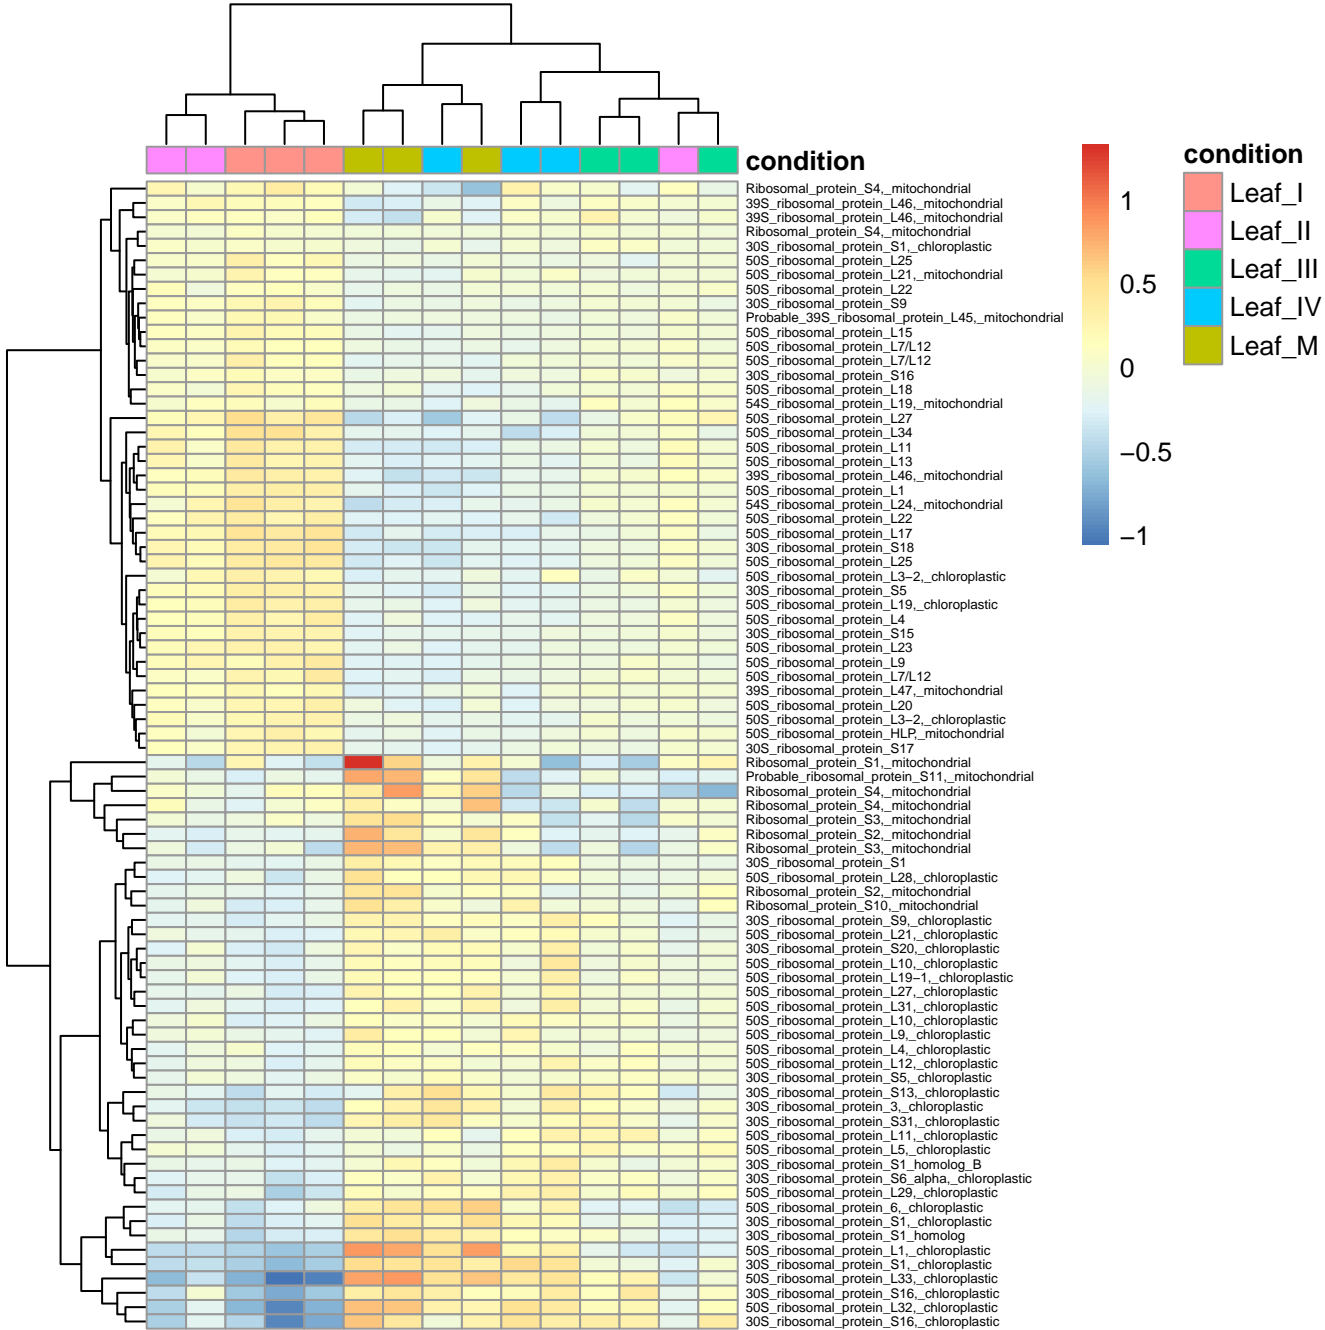 condition
Ribosomal_protein_S4,_mitochondrial
39S_ribosomal_protein_L46,_mitochondrial
39S_ribosomal_protein_L46,_mitochondrial
Ribosomal_protein_S4,_mitochondrial
30S_ribosomal_protein_S1,_chloroplastic
50S_ribosomal_protein_L25
50S_ribosomal_protein_L21,_mitochondrial
50S_ribosomal_protein_L22
30S_ribosomal_protein_S9
Probable_39S_ribosomal_protein_L45,_mitochondrial
50S_ribosomal_protein_L15
50S_ribosomal_protein_L7/L12
50S_ribosomal_protein_L7/L12
30S_ribosomal_protein_S16
50S_ribosomal_protein_L18
54S_ribosomal_protein_L19,_mitochondrial
50S_ribosomal_protein_L27
50S_ribosomal_protein_L34
50S_ribosomal_protein_L11
50S_ribosomal_protein_L13
39S_ribosomal_protein_L46,_mitochondrial
50S_ribosomal_protein_L1
54S_ribosomal_protein_L24,_mitochondrial
50S_ribosomal_protein_L22
50S_ribosomal_protein_L17
30S_ribosomal_protein_S18
50S_ribosomal_protein_L25
50S_ribosomal_protein_L3−2,_chloroplastic
30S_ribosomal_protein_S5
50S_ribosomal_protein_L19,_chloroplastic
50S_ribosomal_protein_L4
30S_ribosomal_protein_S15
50S_ribosomal_protein_L23
50S_ribosomal_protein_L9
50S_ribosomal_protein_L7/L12
39S_ribosomal_protein_L47,_mitochondrial
50S_ribosomal_protein_L20
50S_ribosomal_protein_L3−2,_chloroplastic
50S_ribosomal_protein_HLP,_mitochondrial
30S_ribosomal_protein_S17
Ribosomal_protein_S1,_mitochondrial
Probable_ribosomal_protein_S11,_mitochondrial
Ribosomal_protein_S4,_mitochondrial
Ribosomal_protein_S4,_mitochondrial
Ribosomal_protein_S3,_mitochondrial
Ribosomal_protein_S2,_mitochondrial
Ribosomal_protein_S3,_mitochondrial
30S_ribosomal_protein_S1
50S_ribosomal_protein_L28,_chloroplastic
Ribosomal_protein_S2,_mitochondrial
Ribosomal_protein_S10,_mitochondrial
30S_ribosomal_protein_S9,_chloroplastic
50S_ribosomal_protein_L21,_chloroplastic
30S_ribosomal_protein_S20,_chloroplastic
50S_ribosomal_protein_L10,_chloroplastic
50S_ribosomal_protein_L19−1,_chloroplastic
50S_ribosomal_protein_L27,_chloroplastic
50S_ribosomal_protein_L31,_chloroplastic
50S_ribosomal_protein_L10,_chloroplastic
50S_ribosomal_protein_L9,_chloroplastic
50S_ribosomal_protein_L4,_chloroplastic
50S_ribosomal_protein_L12,_chloroplastic
30S_ribosomal_protein_S5,_chloroplastic
30S_ribosomal_protein_S13,_chloroplastic
30S_ribosomal_protein_3,_chloroplastic
30S_ribosomal_protein_S31,_chloroplastic
50S_ribosomal_protein_L11,_chloroplastic
50S_ribosomal_protein_L5,_chloroplastic
30S_ribosomal_protein_S1_homolog_B
30S_ribosomal_protein_S6_alpha,_chloroplastic
50S_ribosomal_protein_L29,_chloroplastic
50S_ribosomal_protein_6,_chloroplastic
30S_ribosomal_protein_S1,_chloroplastic
30S_ribosomal_protein_S1_homolog
50S_ribosomal_protein_L1,_chloroplastic
30S_ribosomal_protein_S1,_chloroplastic
50S_ribosomal_protein_L33,_chloroplastic
30S_ribosomal_protein_S16,_chloroplastic
50S_ribosomal_protein_L32,_chloroplastic
30S_ribosomal_protein_S16,_chloroplastic
1
0.5
0
−0.5
−1
condition
Leaf_I
Leaf_II
Leaf_III
Leaf_IV
Leaf_M